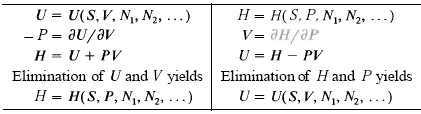 U = U(S, V, N₁, N₂, ...)
− P = ∂U/∂V
H = U + PV
Elimination of U and V yields
H = H(S, P, N₁, N₂, ...)
H = H(S, P, N₁, N₂, ...)
V = ∂H/∂P
U = H − PV
Elimination of H and P yields
U = U(S, V, N₁, N₂, ...)